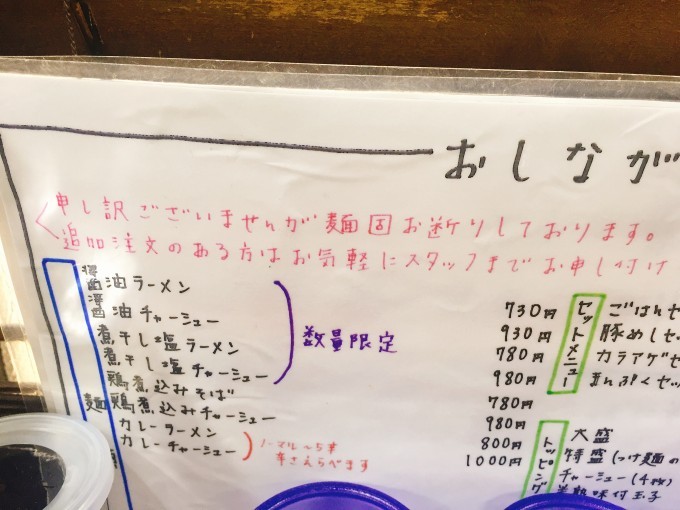 おしなが
申し訳ございませんが麺固お断りしております。
追加注文のある方はお気軽にスタッフまでお申し付け
醤油ラーメン 730円
醤油チャーシュー 930円
煮干し塩ラーメン 780円
煮干し塩チャーシュー 980円
鶏煮込みそば 780円
鶏煮込みチャーシュー 980円
カレーラーメン 800円
カレーチャーシュー 1000円
数量限定
ノーマル〜5辛
辛さえらべます
麺
セットメニュー
ごはんセ
豚めしセ
カラアゲセ
トッピング
大盛
特盛(つけ麺の
チャーシュー(4枚)
半熟味付玉子